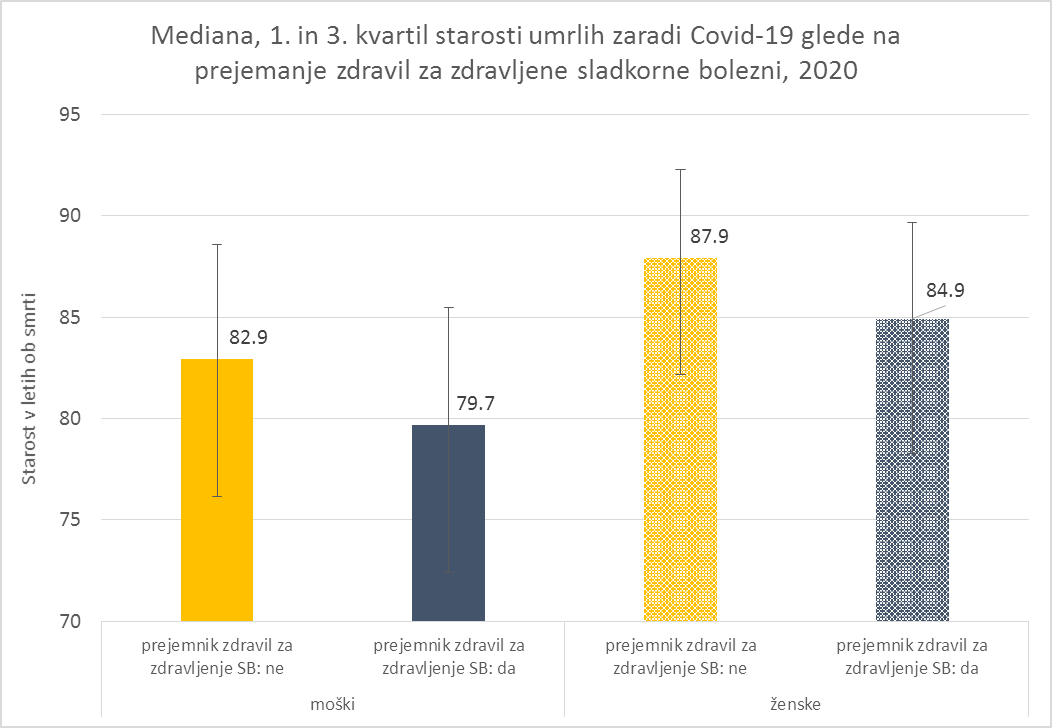 Mediana, 1. in 3. kvartil starosti umrlih zaradi Covid-19 glede na
prejemanje zdravil za zdravljene sladkorne bolezni, 2020
95
90
85
80
75
70
Starost v letih ob smrti
82.9
79.7
87.9
84.9
prejemnik zdravil za
zdravljenje SB: ne
prejemnik zdravil za
zdravljenje SB: da
prejemnik zdravil za
zdravljenje SB: ne
prejemnik zdravil za
zdravljenje SB: da
moški
ženske